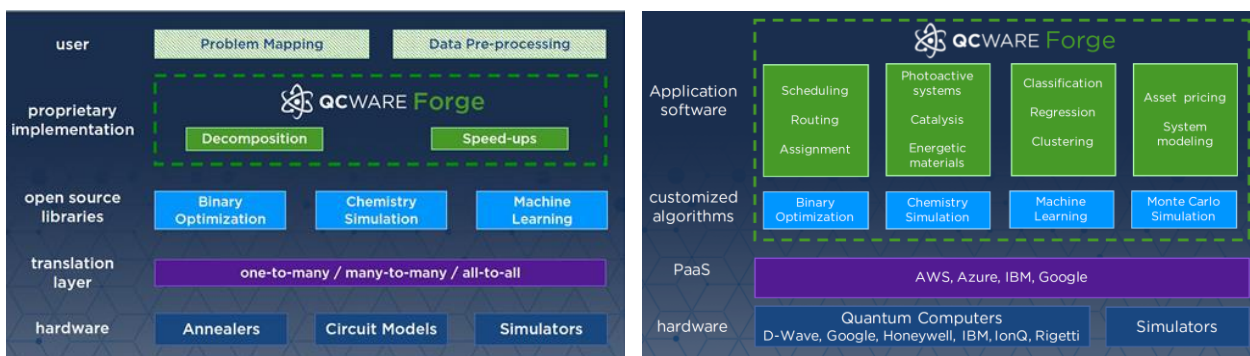 user
Problem Mapping
Data Pre-processing
proprietary
implementation
QCWARE Forge
Decomposition
Speed-ups
open source
libraries
Binary
Optimization
Chemistry
Simulation
Machine
Learning
translation
layer
one-to-many / many-to-many / all-to-all
hardware
Annealers
Circuit Models
Simulators
QCWARE Forge
Application
software
Scheduling
Routing
Assignment
Photoactive
systems
Catalysis
Energetic
materials
Classification
Regression
Clustering
Asset pricing
System
modeling
customized
algorithms
Binary
Optimization
Chemistry
Simulation
Machine
Learning
Monte Carlo
Simulation
PaaS
AWS, Azure, IBM, Google
hardware
Quantum Computers
D-Wave, Google, Honeywell, IBM, IonQ, Rigetti
Simulators